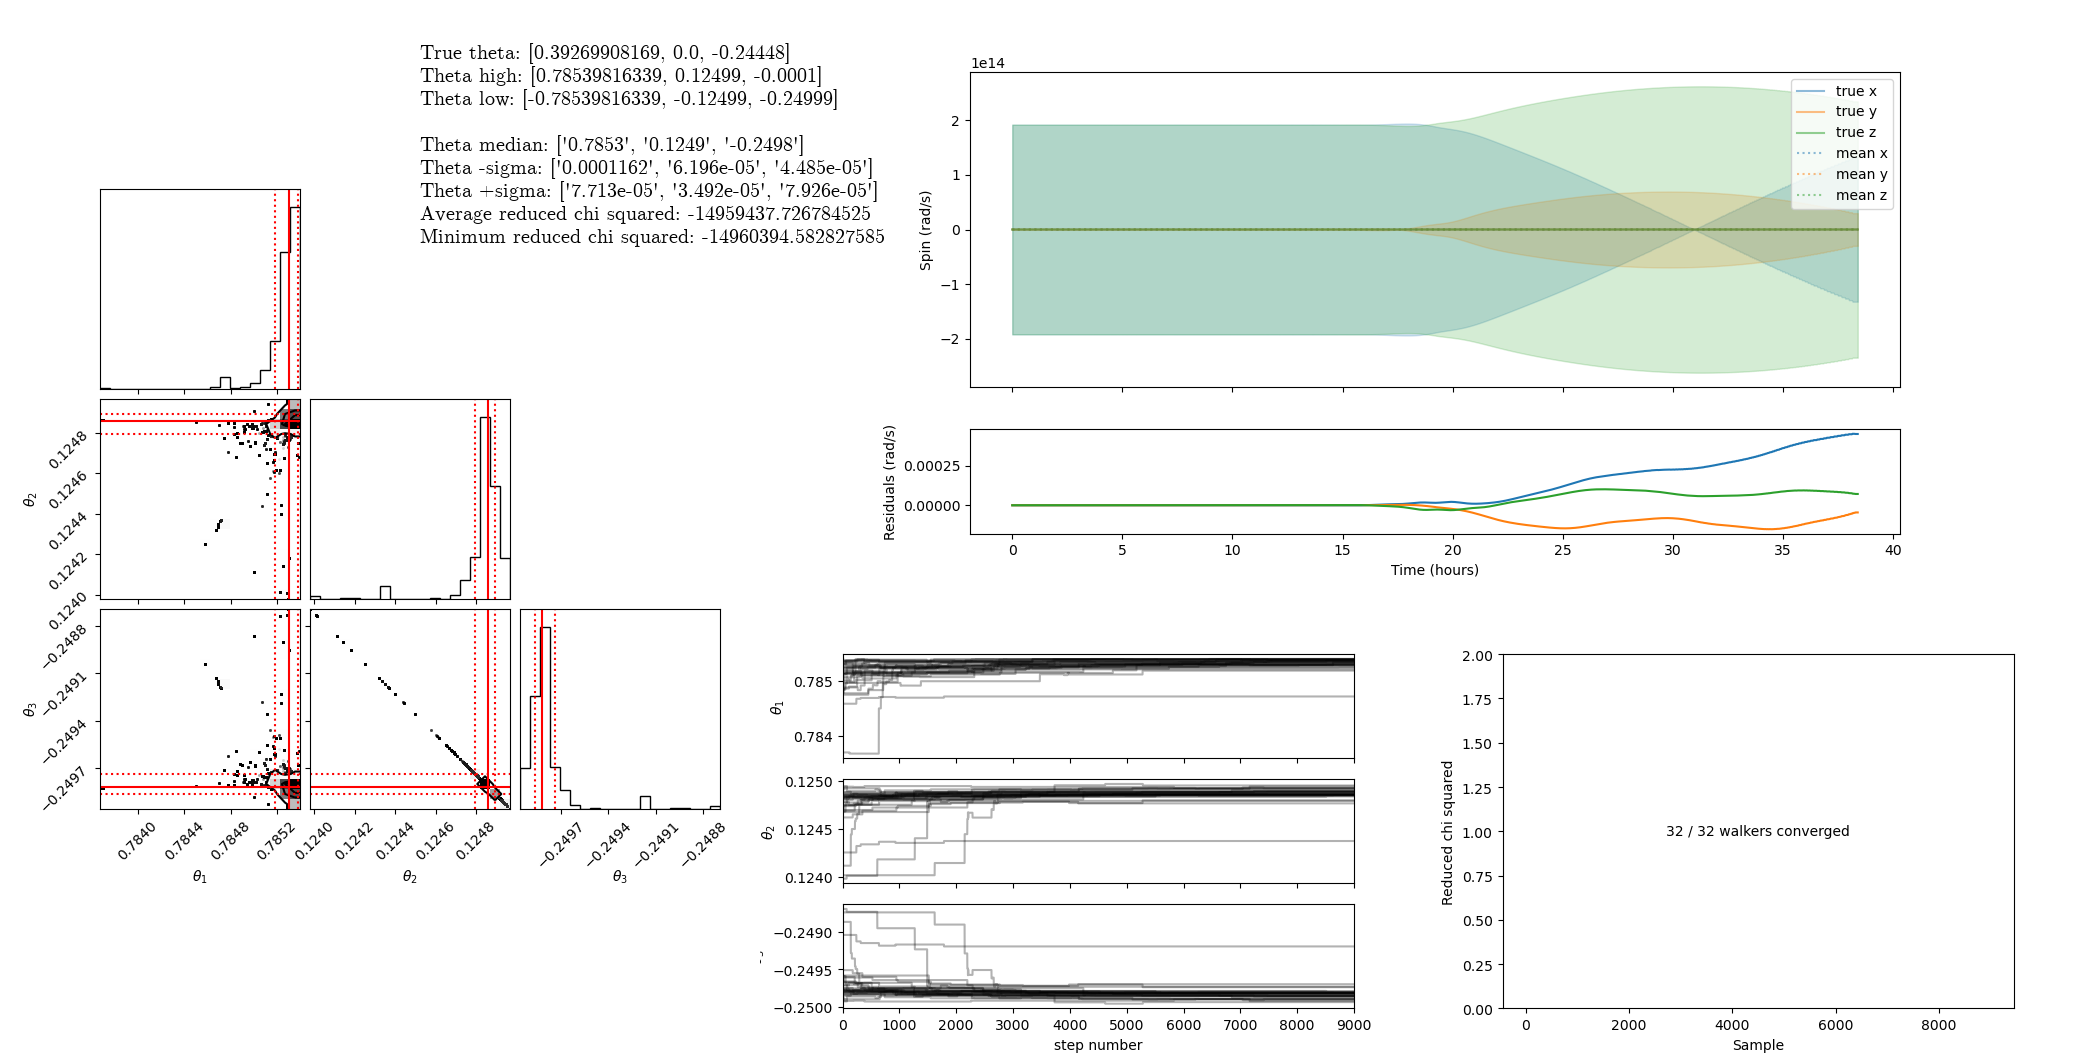 True theta: [0.39269908169, 0.0, -0.24448]
Theta high: [0.78539816339, 0.12499, -0.0001]
Theta low: [-0.78539816339, -0.12499, -0.24999]
Theta median: ['0.7853', '0.1249', '-0.2498']
Theta -sigma: ['0.0001162', '6.196e-05', '4.485e-05']
Theta +sigma: ['7.713e-05', '3.492e-05', '7.926e-05']
Average reduced chi squared: -14959437.726784525
Minimum reduced chi squared: -14960394.582827585
1e14
2
1
0
−1
−2
Spin (rad/s)
true x
true y
true z
mean x
mean y
mean z
0.00025
0.00000
Residuals (rad/s)
0 5 10 15 20 25 30 35 40
Time (hours)
0.1248
0.1246
0.1244
0.1242
0.1240
θ2
−0.2488
−0.2491
−0.2494
−0.2497
θ3
0.7840 0.7844 0.7848 0.7852
θ1
0.1240 0.1242 0.1244 0.1246 0.1248
θ2
−0.2497 −0.2494 −0.2491 −0.2488
θ3
0.785
0.784
θ1
0.1250
0.1245
0.1240
θ2
−0.2490
−0.2495
−0.2500
0 1000 2000 3000 4000 5000 6000 7000 8000 9000
step number
2.00
1.75
1.50
1.25
1.00
0.75
0.50
0.25
0.00
Reduced chi squared
32 / 32 walkers converged
0 2000 4000 6000 8000
Sample